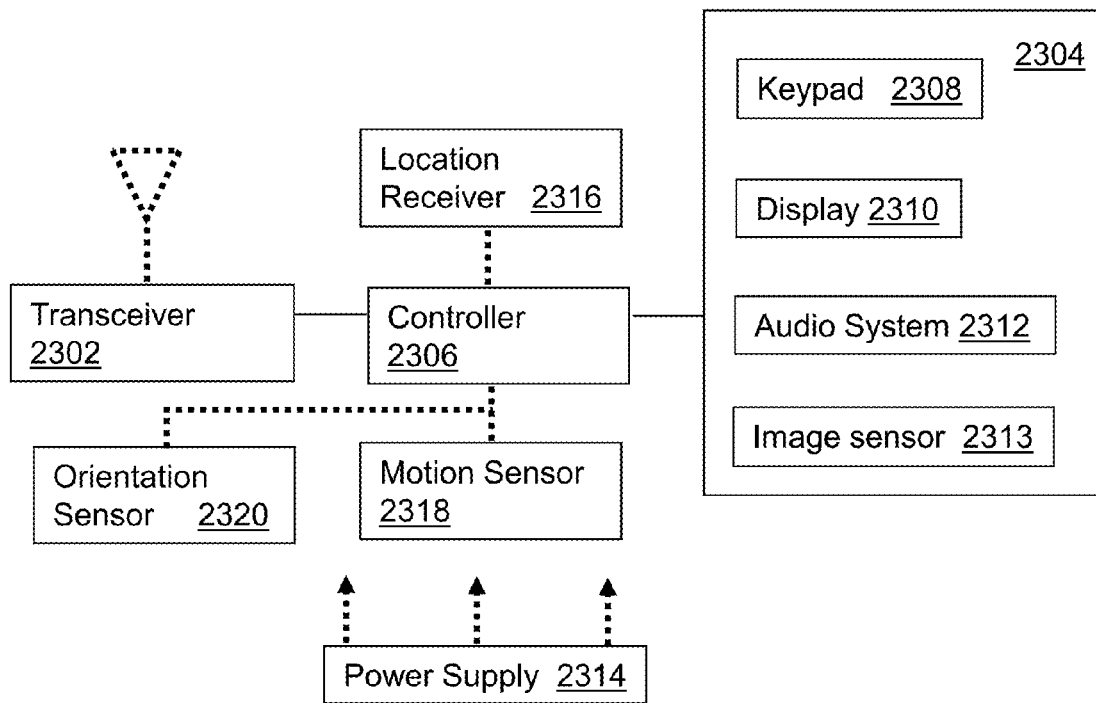 2304
Keypad 2308
Location
Receiver 2316
Display 2310
Transceiver
2302
Controller
2306
Audio System 2312
Image sensor 2313
Orientation
Sensor 2320
Motion Sensor
2318
Power Supply 2314